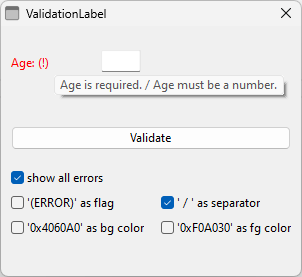 ValidationLabel
Age: (!)
Age is required. / Age must be a number.
Validate
show all errors
'(ERROR)' as flag
' / ' as separator
'0x4060A0' as bg color
'0xF0A030' as fg color